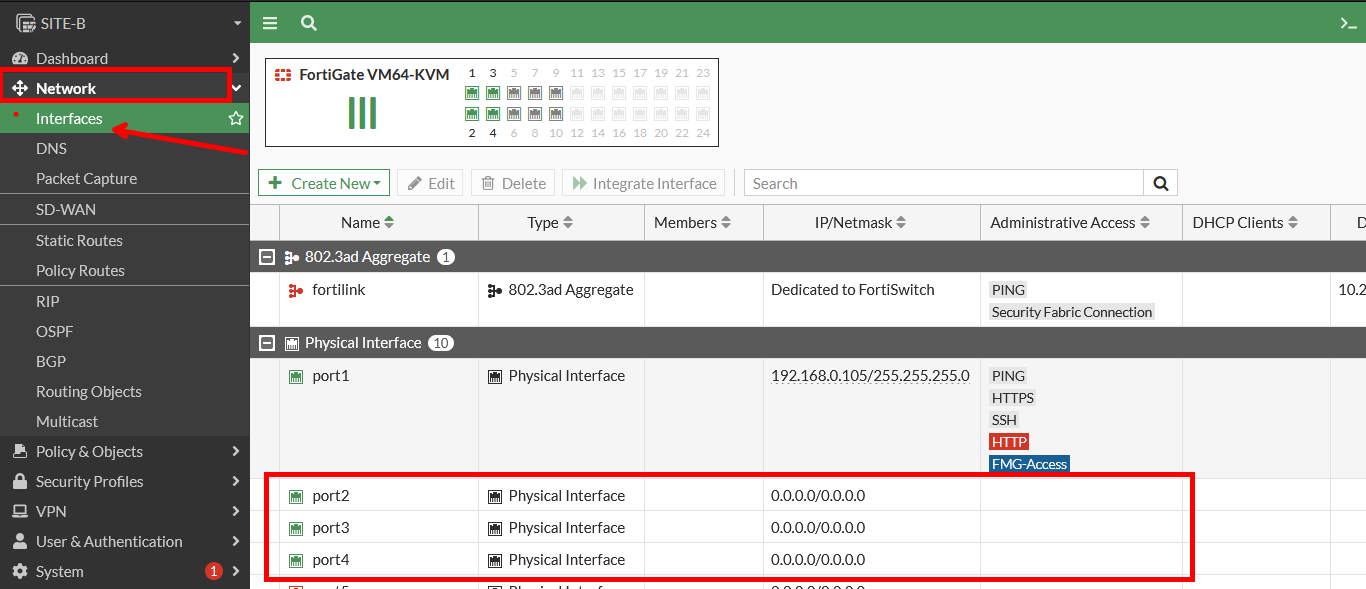 SITE-B
Dashboard
Network
Interfaces
DNS
Packet Capture
SD-WAN
Static Routes
Policy Routes
RIP
OSPF
BGP
Routing Objects
Multicast
Policy & Objects
Security Profiles
VPN
User & Authentication
System 1
FortiGate VM64-KVM
1 3 5 7 9 11 13 15 17 19 21 23
2 4 6 8 10 12 14 16 18 20 22 24
Create New Edit Delete Integrate Interface Search
Name Type Members IP/Netmask Administrative Access DHCP Clients D
802.3ad Aggregate 1
fortilink 802.3ad Aggregate Dedicated to FortiSwitch PING 10.2
Security Fabric Connection
Physical Interface 10
port1 Physical Interface 192.168.0.105/255.255.255.0 PING
HTTPS
SSH
HTTP
FMG-Access
port2 Physical Interface 0.0.0.0/0.0.0.0
port3 Physical Interface 0.0.0.0/0.0.0.0
port4 Physical Interface 0.0.0.0/0.0.0.0